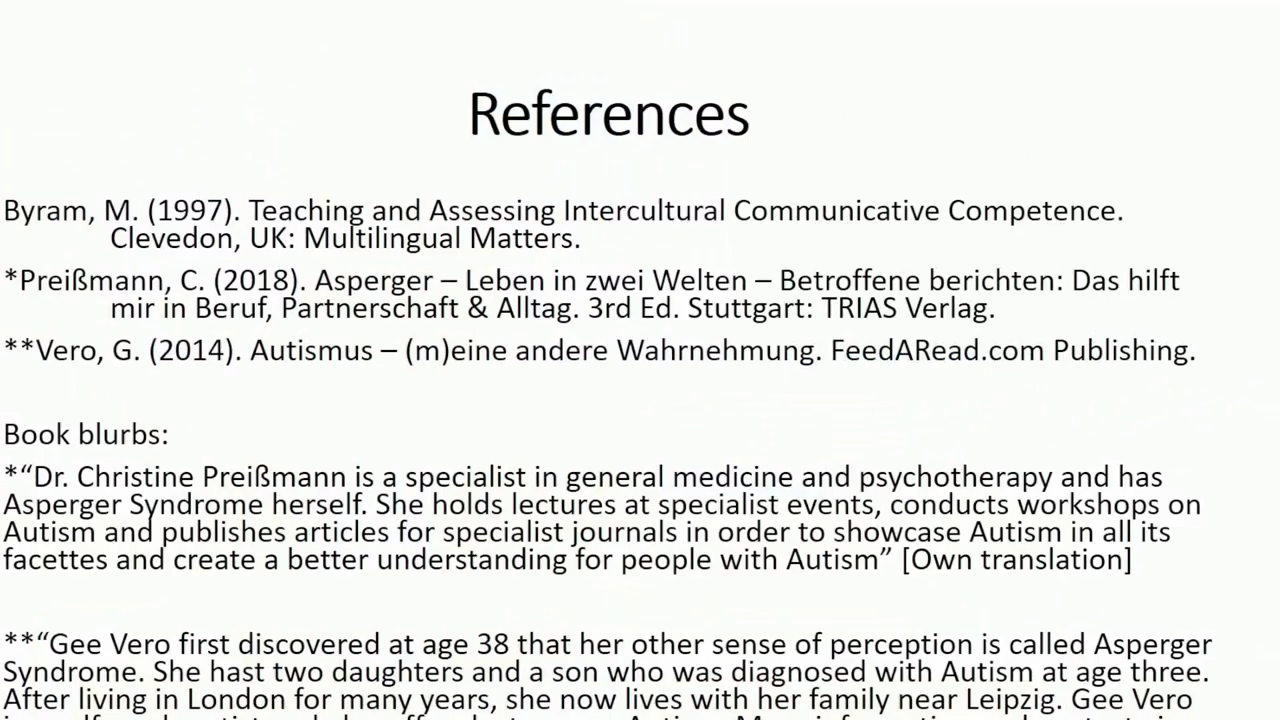 References
Byram, M. (1997). Teaching and Assessing Intercultural Communicative Competence.
Clevedon, UK: Multilingual Matters.
*Preißmann, C. (2018). Asperger – Leben in zwei Welten – Betroffene berichten: Das hilft
mir in Beruf, Partnerschaft & Alltag. 3rd Ed. Stuttgart: TRIAS Verlag.
**Vero, G. (2014). Autismus – (m)eine andere Wahrnehmung. FeedARead.com Publishing.
Book blurbs:
*“Dr. Christine Preißmann is a specialist in general medicine and psychotherapy and has
Asperger Syndrome herself. She holds lectures at specialist events, conducts workshops on
Autism and publishes articles for specialist journals in order to showcase Autism in all its
facettes and create a better understanding for people with Autism” [Own translation]
**“Gee Vero first discovered at age 38 that her other sense of perception is called Asperger
Syndrome. She hast two daughters and a son who was diagnosed with Autism at age three.
After living in London for many years, she now lives with her family near Leipzig. Gee Vero